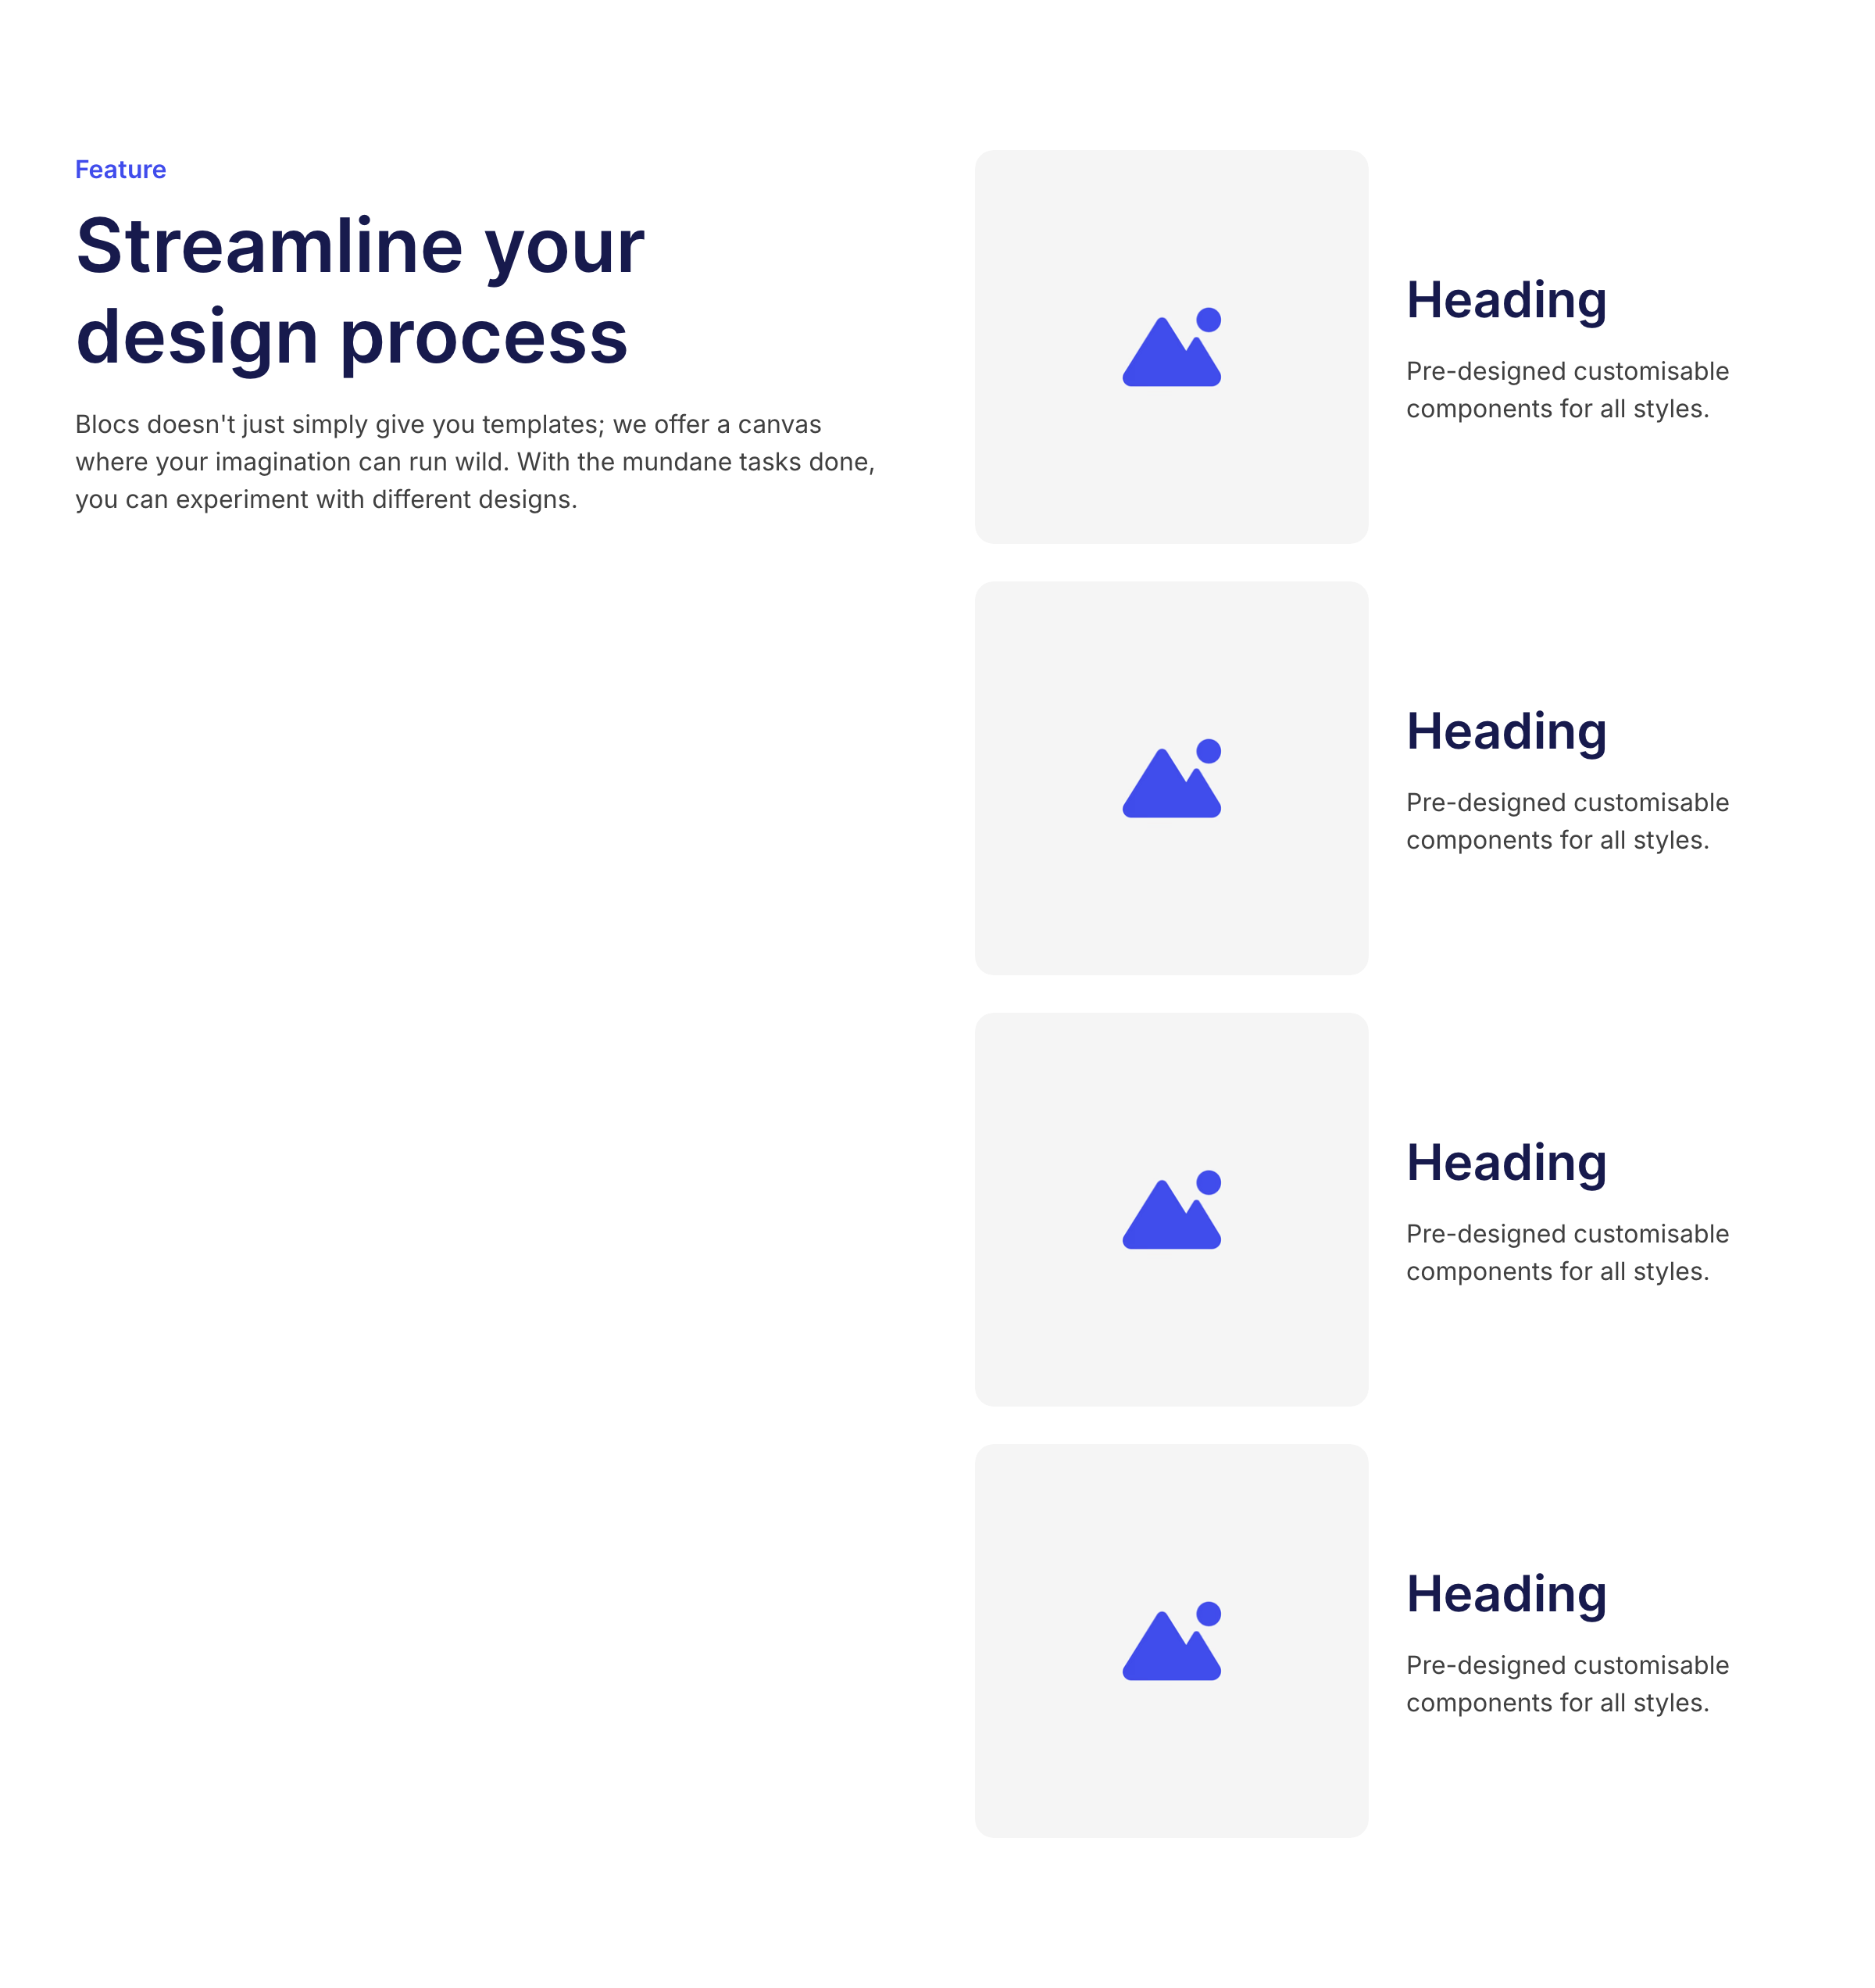 Feature
Streamline your
design process
Blocs doesn't just simply give you templates; we offer a canvas
where your imagination can run wild. With the mundane tasks done,
you can experiment with different designs.
Heading
Pre-designed customisable
components for all styles.
Heading
Pre-designed customisable
components for all styles.
Heading
Pre-designed customisable
components for all styles.
Heading
Pre-designed customisable
components for all styles.